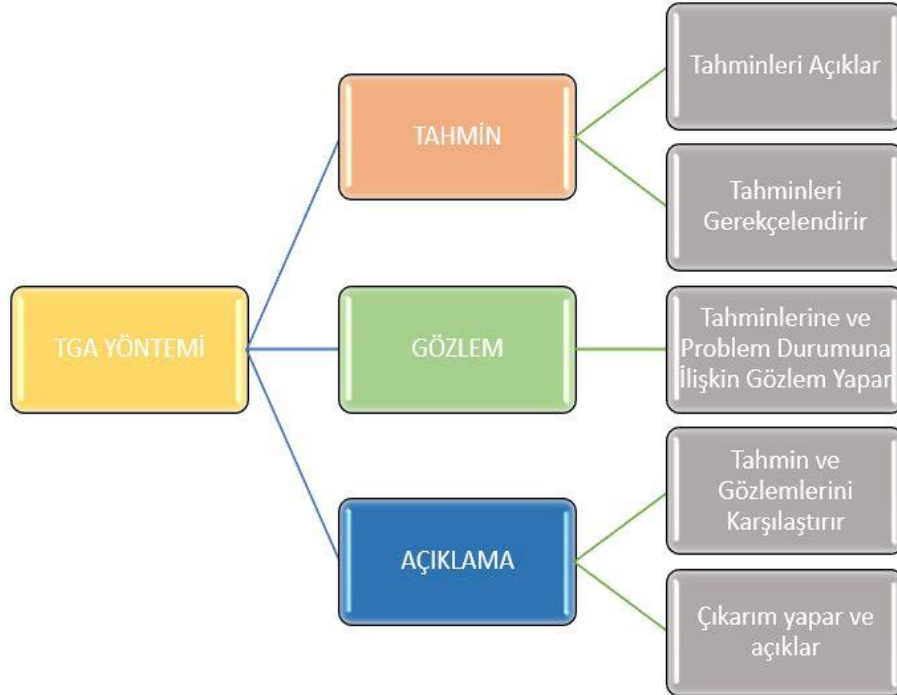 TGA YÖNTEMİ
TAHMİN
Tahminleri Açıklar
Tahminleri
Gerekçelendirir
GÖZLEM
Tahminlerine ve
Problem Durumuna
İlişkin Gözlem Yapar
AÇIKLAMA
Tahmin ve
Gözlemlerini
Karşılaştırır
Çıkarım yapar ve
açıklar